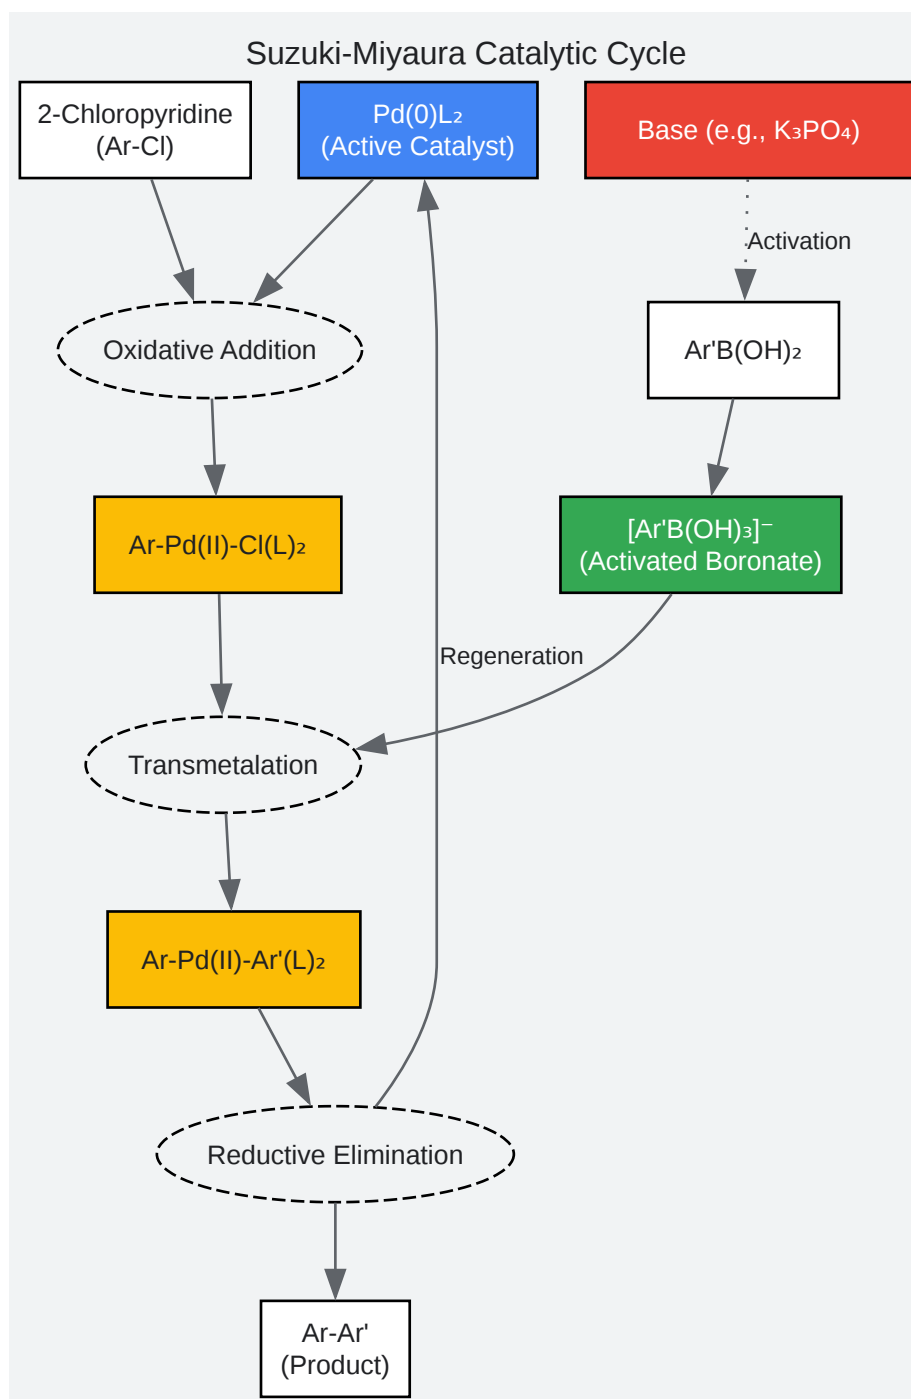 Suzuki-Miyaura Catalytic Cycle
2-Chloropyridine
(Ar-Cl)
Pd(0)L₂
(Active Catalyst)
Base (e.g., K₃PO₄)
Activation
Oxidative Addition
Ar'B(OH)₂
Ar-Pd(II)-Cl(L)₂
[Ar'B(OH)₃]⁻
(Activated Boronate)
Regeneration
Transmetalation
Ar-Pd(II)-Ar'(L)₂
Reductive Elimination
Ar-Ar'
(Product)